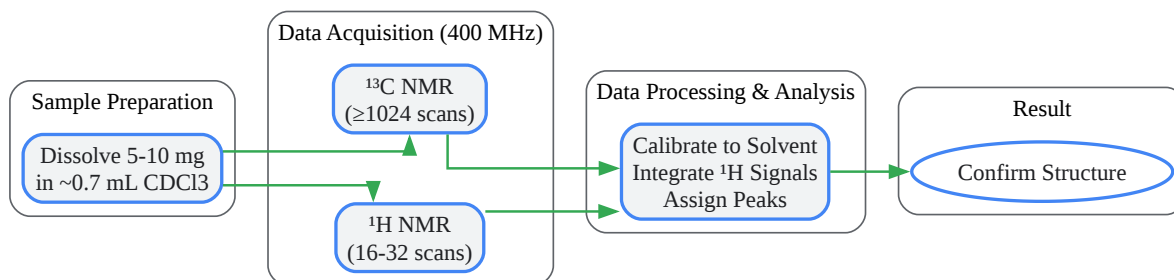 Sample Preparation
Dissolve 5-10 mg
in ~0.7 mL CDCl3
Data Acquisition (400 MHz)
¹³C NMR
(≥1024 scans)
¹H NMR
(16-32 scans)
Data Processing & Analysis
Calibrate to Solvent
Integrate ¹H Signals
Assign Peaks
Result
Confirm Structure